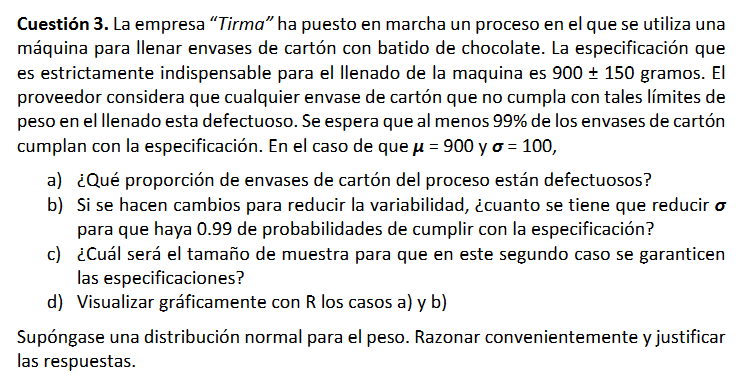 Cuestión 3. La empresa “Tirma” ha puesto en marcha un proceso en el que se utiliza una
máquina para llenar envases de cartón con batido de chocolate. La especificación que
es estrictamente indispensable para el llenado de la maquina es 900 ± 150 gramos. El
proveedor considera que cualquier envase de cartón que no cumpla con tales límites de
peso en el llenado esta defectuoso. Se espera que al menos 99% de los envases de cartón
cumplan con la especificación. En el caso de que μ = 900 y σ = 100,
a) ¿Qué proporción de envases de cartón del proceso están defectuosos?
b) Si se hacen cambios para reducir la variabilidad, ¿cuanto se tiene que reducir σ
para que haya 0.99 de probabilidades de cumplir con la especificación?
c) ¿Cuál será el tamaño de muestra para que en este segundo caso se garanticen
las especificaciones?
d) Visualizar gráficamente con R los casos a) y b)
Supóngase una distribución normal para el peso. Razonar convenientemente y justificar
las respuestas.